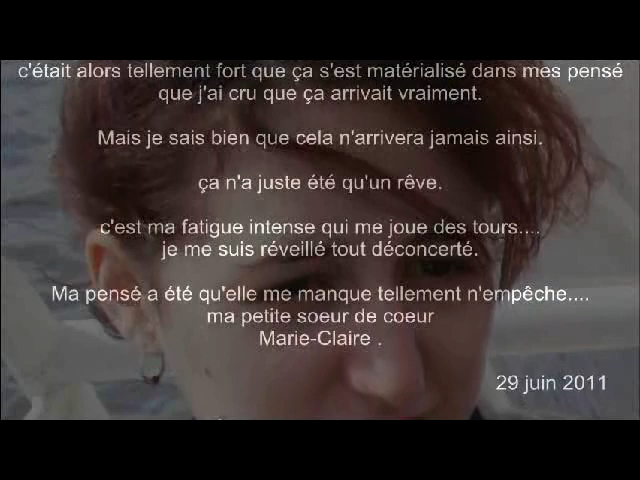 c'était alors tellement fort que ça s'est matérialisé dans mes pensé
que j'ai cru que ça arrivait vraiment.
Mais je sais bien que cela n'arrivera jamais ainsi.
ça n'a juste été qu'un rêve.
c'est ma fatigue intense qui me joue des tours....
je me suis réveillé tout déconcerté.
Ma pensé a été qu'elle me manque tellement n'empêche....
ma petite soeur de coeur
Marie-Claire .
29 juin 2011